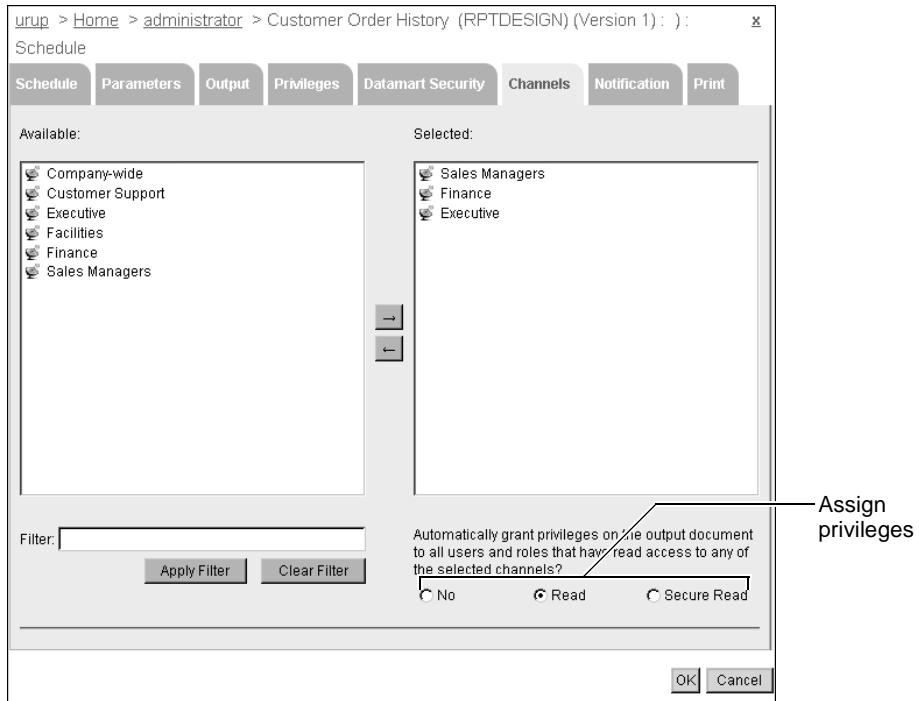 urup > Home > administrator > Customer Order History (RPTDESIGN) (Version 1) : ) :
x
Schedule
Schedule Parameters Output Privileges Datamart Security Channels Notification Print
Available:
Company-wide
Customer Support
Executive
Facilities
Finance
Sales Managers
→
←
Selected:
Sales Managers
Finance
Executive
Filter:
Apply Filter Clear Filter
Automatically grant privileges on the output document
to all users and roles that have read access to any of
the selected channels?
No Read Secure Read
Assign
privileges
OK Cancel